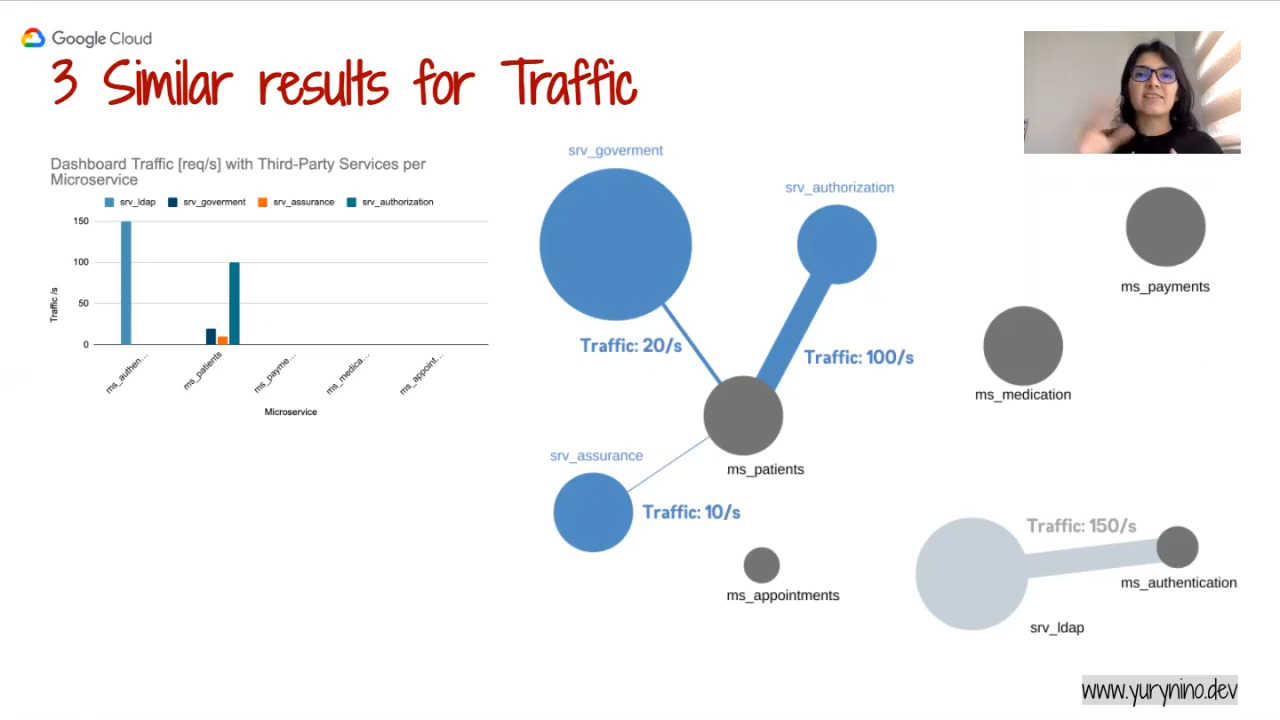 Google Cloud
3 Similar results for Traffic
Dashboard Traffic [req/s] with Third-Party Services per
Microservice
srv_ldap srv_goverment srv_assurance srv_authorization
150
100
50
0
Traffic /s
ms_authen...
ms_patients
ms_payme...
ms_medica...
ms_appoint...
Microservice
srv_goverment
srv_authorization
Traffic: 20/s
Traffic: 100/s
ms_patients
srv_assurance
Traffic: 10/s
ms_appointments
ms_payments
ms_medication
Traffic: 150/s
ms_authentication
srv_ldap
www.yurynino.dev